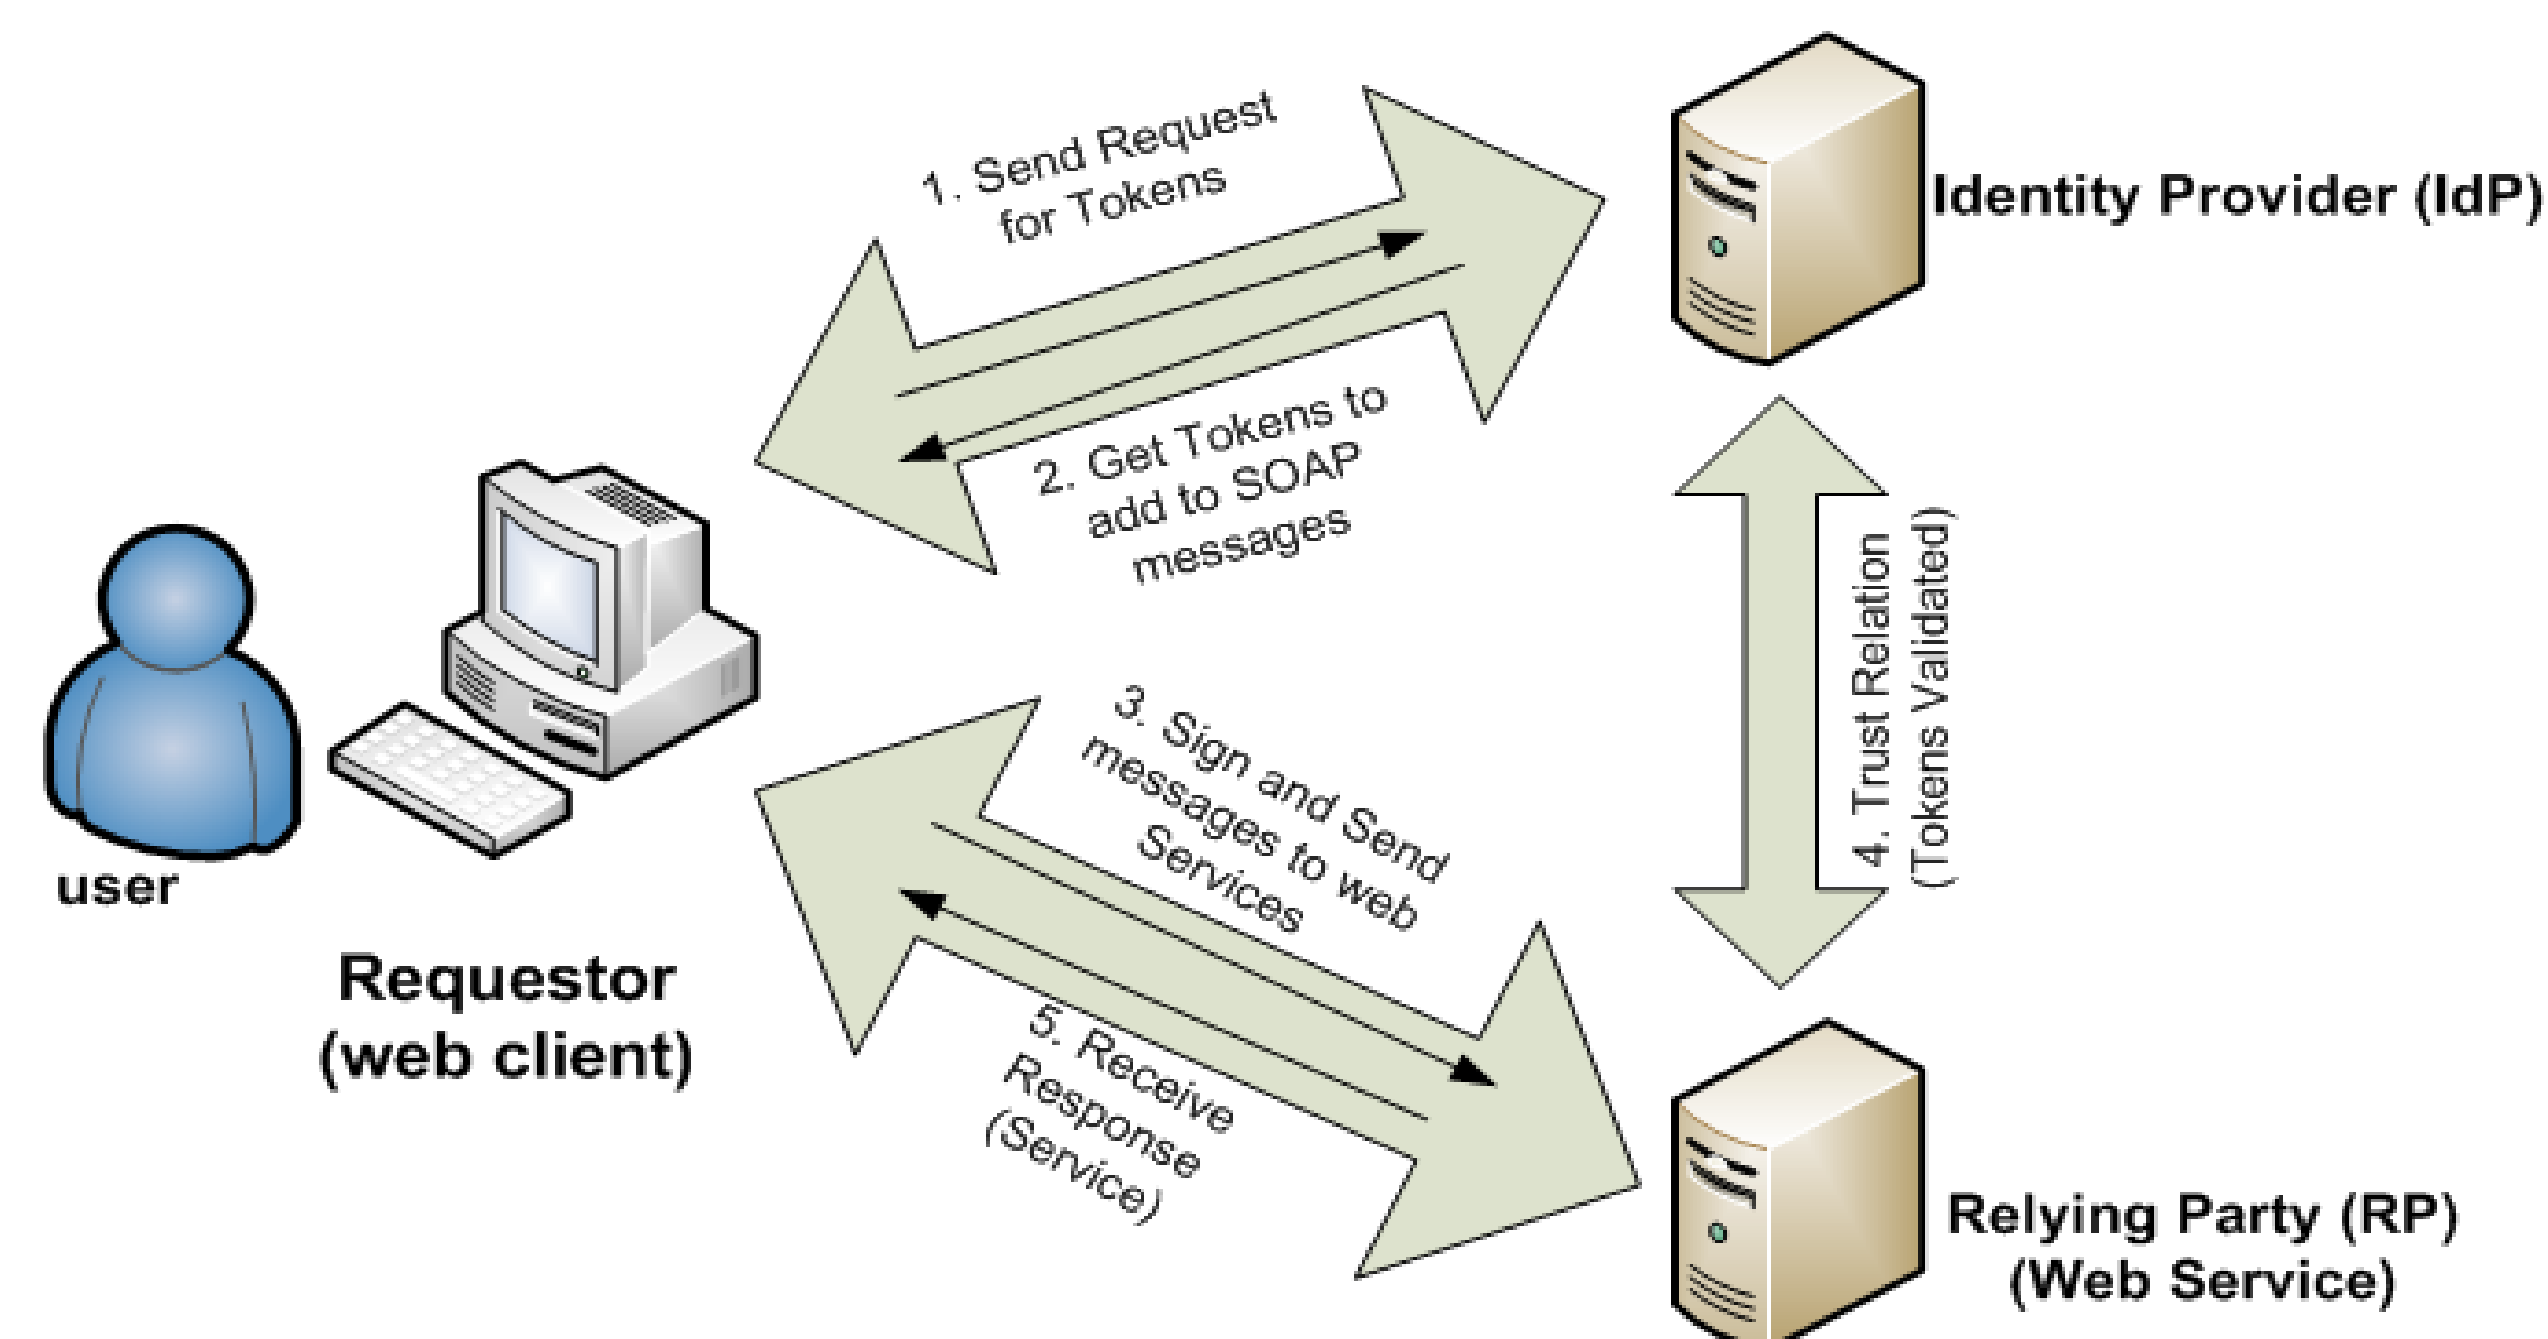 1. Send Request
for Tokens
Identity Provider (IdP)
2. Get Tokens to
add to SOAP
messages
4. Trust Relation
(Tokens Validated)
3. Sign and Send
messages to web
Services
user
Requestor
(web client)
5. Receive
Response
(Service)
Relying Party (RP)
(Web Service)